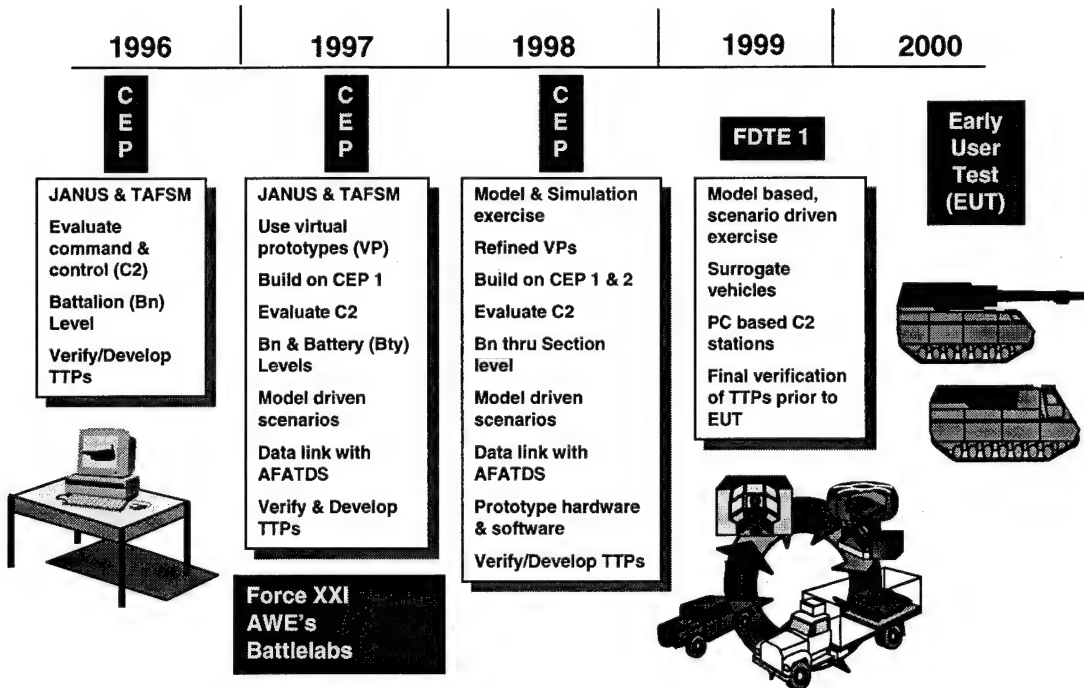 1996
1997
1998
1999
2000
C
E
P
JANUS & TAFSM
Evaluate
command &
control (C2)
Battalion (Bn)
Level
Verify/Develop
TTPs
C
E
P
JANUS & TAFSM
Use virtual
prototypes (VP)
Build on CEP 1
Evaluate C2
Bn & Battery (Bty)
Levels
Model driven
scenarios
Data link with
AFATDS
Verify & Develop
TTPs
Force XXI
AWE's
Battlelabs
C
E
P
Model & Simulation
exercise
Refined VPs
Build on CEP 1 & 2
Evaluate C2
Bn thru Section
level
Model driven
scenarios
Data link with
AFATDS
Prototype hardware
& software
Verify/Develop TTPs
FDTE 1
Model based,
scenario driven
exercise
Surrogate
vehicles
PC based C2
stations
Final verification
of TTPs prior to
EUT
Early
User
Test
(EUT)